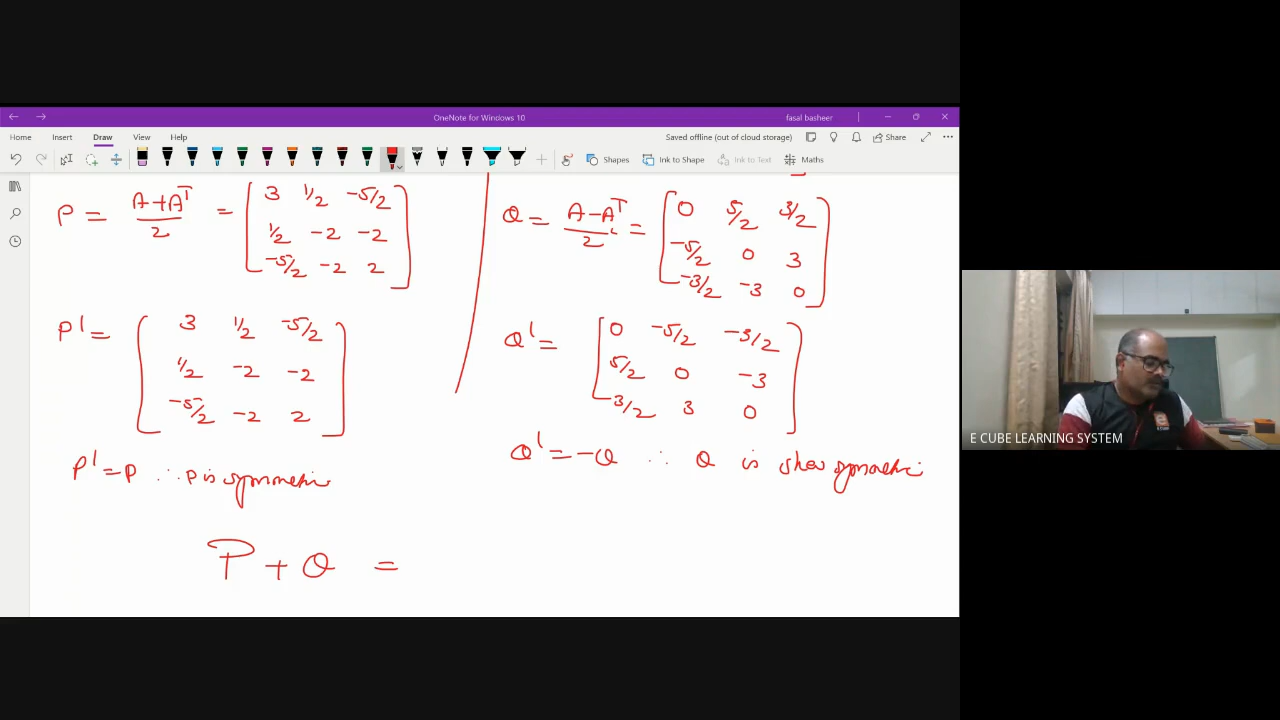 OneNote for Windows 10
fasal basheer
Home Insert Draw View Help
Saved offline (out of cloud storage)
Share
Shapes
Ink to Shape
Ink to Text
Maths
P = A+Aᵀ/2 = [3 1/2 -5/2
1/2 -2 -2
-5/2 -2 2]
P' = [3 1/2 -5/2
1/2 -2 -2
-5/2 -2 2]
P' = P ∴ P is symmetric
Q = A-Aᵀ/2 = [0 5/2 3/2
-5/2 0 3
-3/2 -3 0]
Q' = [0 -5/2 -3/2
5/2 0 -3
-3/2 3 0]
Q' = -Q ∴ Q is skew symmetric
P + Q =
E CUBE LEARNING SYSTEM